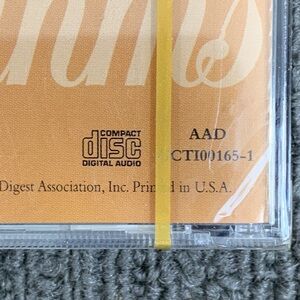 COMPACT
disc
DIGITAL AUDIO
AAD
CTI00165-1
Digest Association, Inc. Printed in U.S.A.